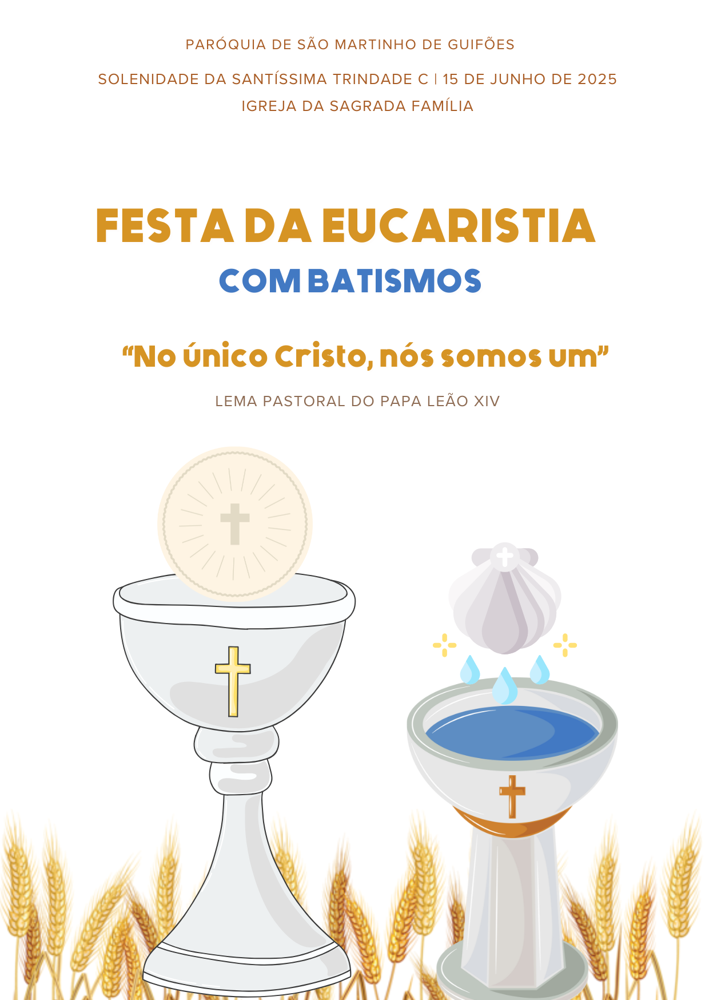 PARÓQUIA DE SÃO MARTINHO DE GUIFÕES
SOLENIDADE DA SANTÍSSIMA TRINDADE C | 15 DE JUNHO DE 2025
IGREJA DA SAGRADA FAMÍLIA
FESTA DA EUCARISTIA
COM BATISMOS
“No único Cristo, nós somos um”
LEMA PASTORAL DO PAPA LEÃO XIV